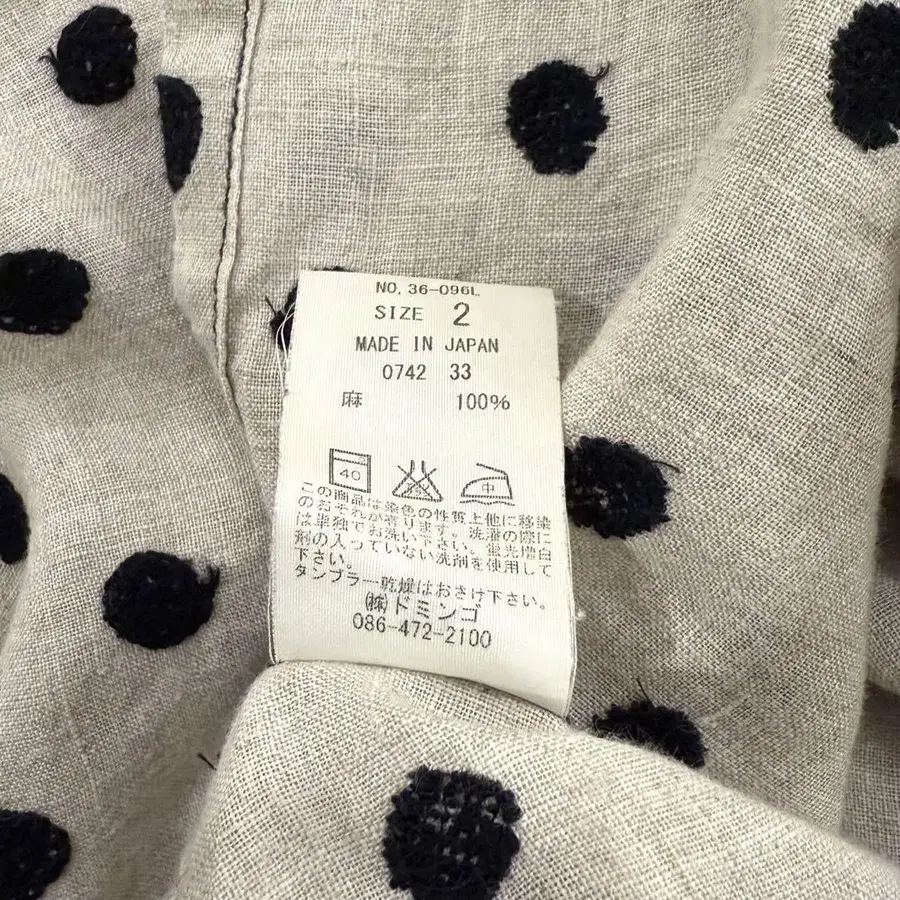 NO. 36-096L
SIZE 2
MADE IN JAPAN
0742 33
麻 100%
40
中
この商品は染色の性質上他に移染
のおそれが有ります。洗濯の際に
は単独でお洗い下さい。蛍光増白
剤の入っていない洗剤を使用して
下さい。
タンブラー乾燥はおさけ下さい。
㈱ドミンゴ
086-472-2100